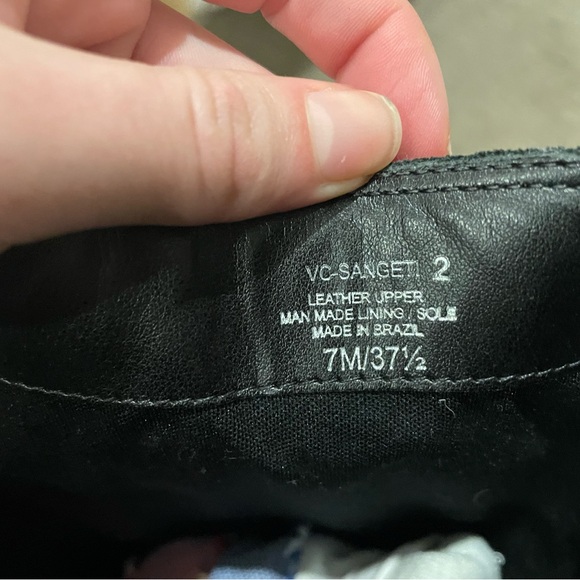 VC-SANGETI 2
LEATHER UPPER
MAN MADE LINING / SOLE
MADE IN BRAZIL
7M/37½